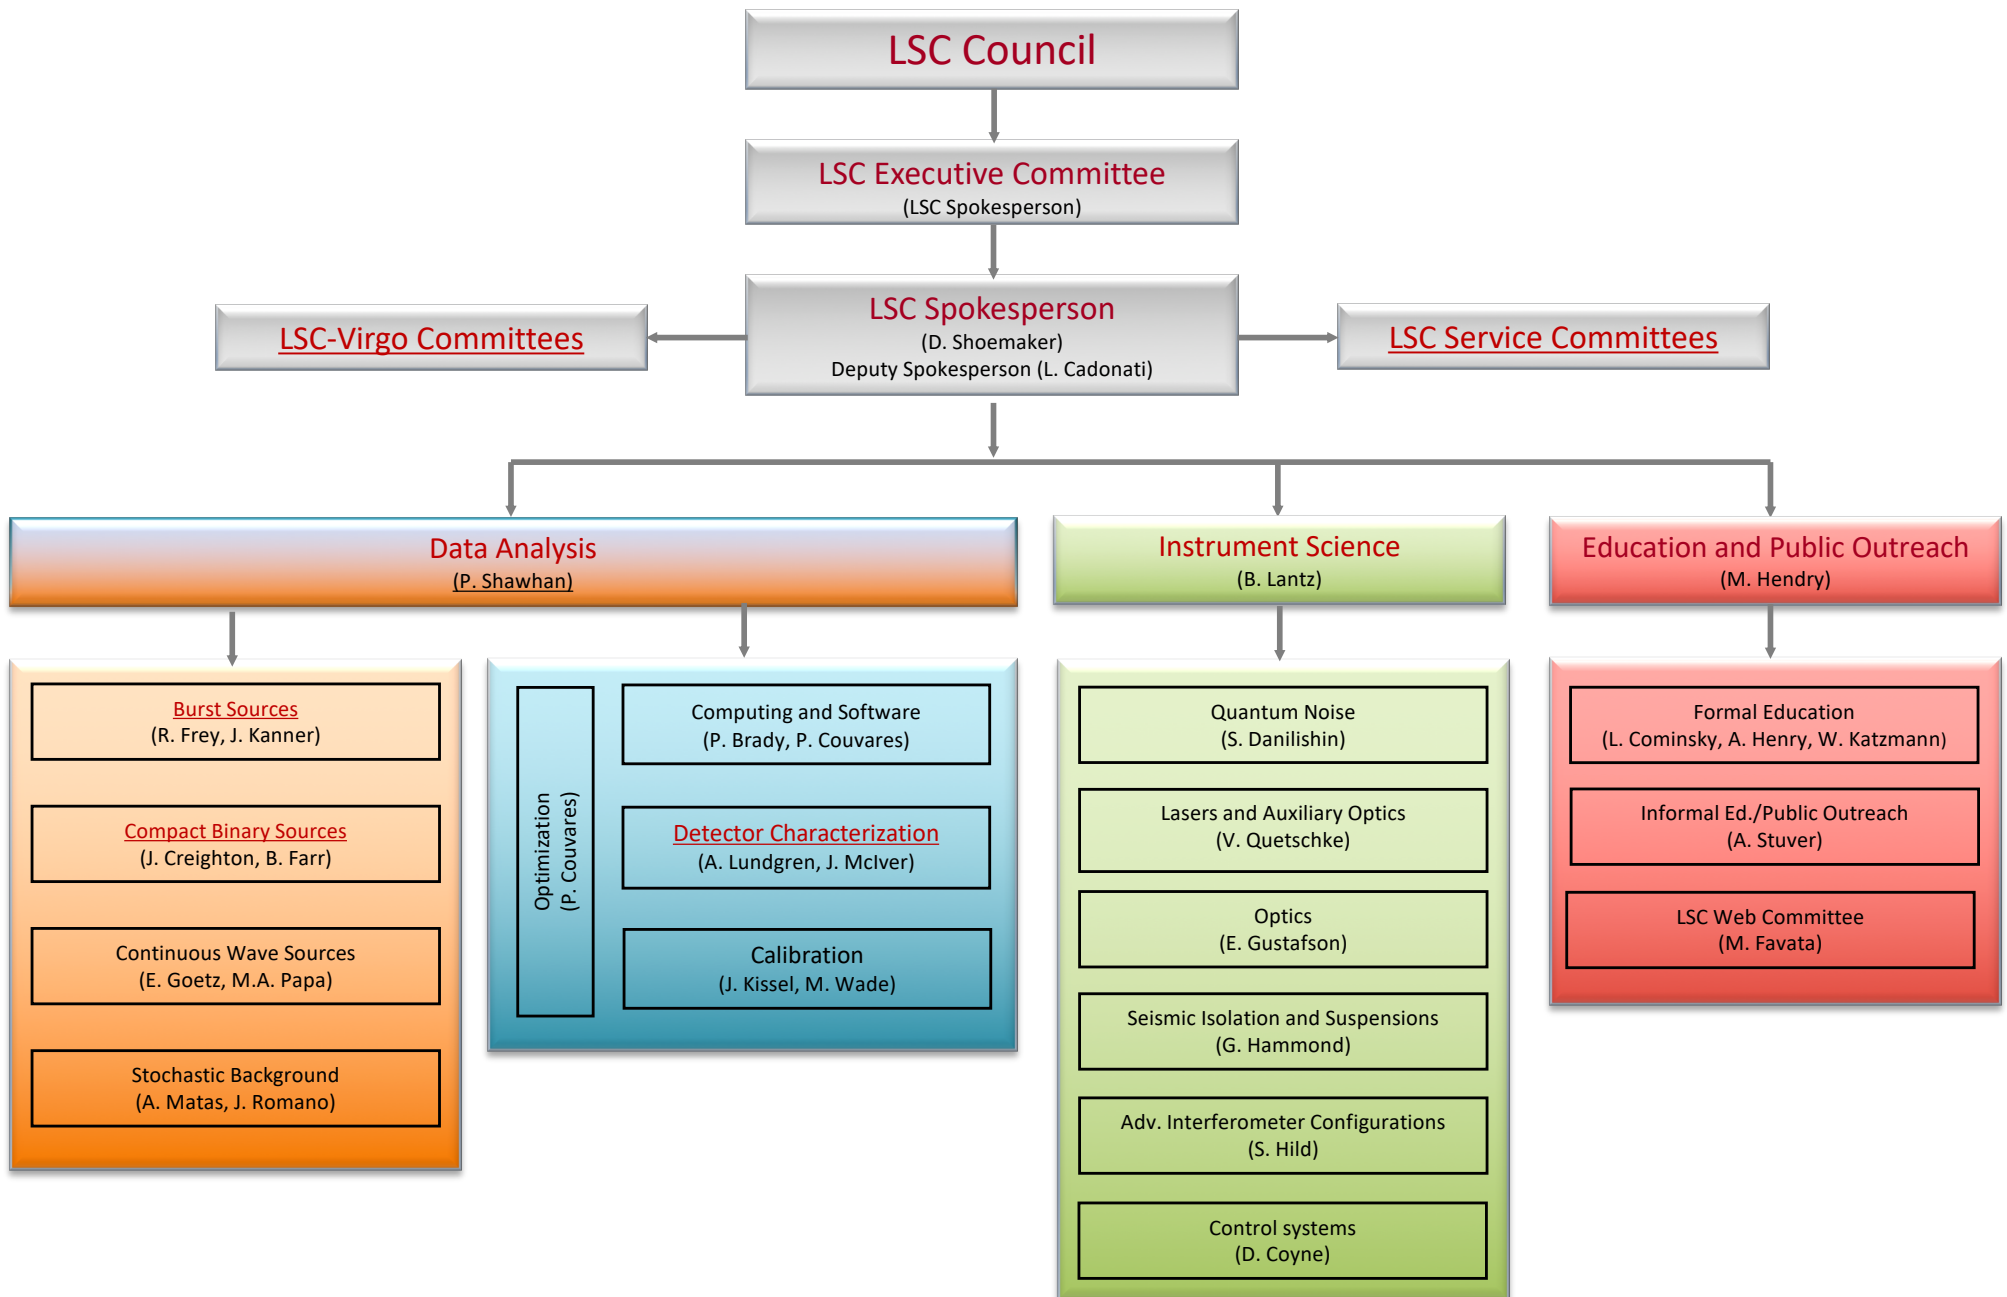 LSC Council
LSC Executive Committee
(LSC Spokesperson)
LSC Spokesperson
(D. Shoemaker)
Deputy Spokesperson (L. Cadonati)
LSC-Virgo Committees
LSC Service Committees
Data Analysis
(P. Shawhan)
Instrument Science
(B. Lantz)
Education and Public Outreach
(M. Hendry)
Burst Sources
(R. Frey, J. Kanner)
Compact Binary Sources
(J. Creighton, B. Farr)
Continuous Wave Sources
(E. Goetz, M.A. Papa)
Stochastic Background
(A. Matas, J. Romano)
Optimization
(P. Couvares)
Computing and Software
(P. Brady, P. Couvares)
Detector Characterization
(A. Lundgren, J. McIver)
Calibration
(J. Kissel, M. Wade)
Quantum Noise
(S. Danilishin)
Lasers and Auxiliary Optics
(V. Quetschke)
Optics
(E. Gustafson)
Seismic Isolation and Suspensions
(G. Hammond)
Adv. Interferometer Configurations
(S. Hild)
Control systems
(D. Coyne)
Formal Education
(L. Cominsky, A. Henry, W. Katzmann)
Informal Ed./Public Outreach
(A. Stuver)
LSC Web Committee
(M. Favata)